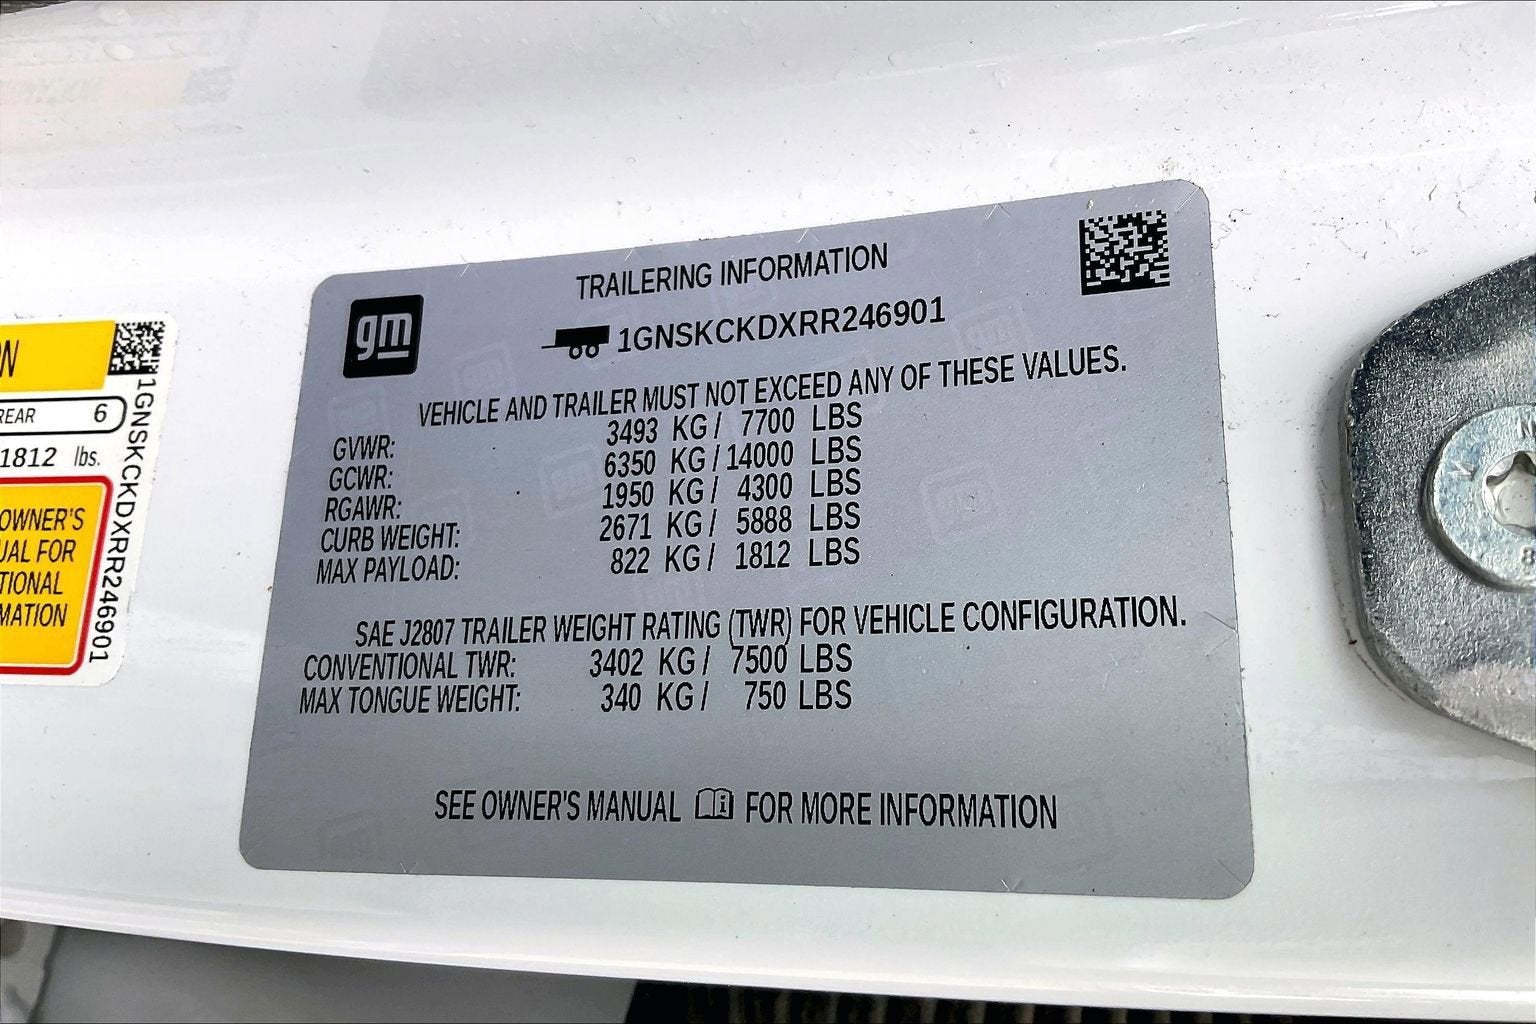 gm
TRAILERING INFORMATION
1GNSKCKDXRR246901
VEHICLE AND TRAILER MUST NOT EXCEED ANY OF THESE VALUES.
GVWR: 3493 KG / 7700 LBS
GCWR: 6350 KG / 14000 LBS
RGAWR: 1950 KG / 4300 LBS
CURB WEIGHT: 2671 KG / 5888 LBS
MAX PAYLOAD: 822 KG / 1812 LBS
SAE J2807 TRAILER WEIGHT RATING (TWR) FOR VEHICLE CONFIGURATION.
CONVENTIONAL TWR: 3402 KG / 7500 LBS
MAX TONGUE WEIGHT: 340 KG / 750 LBS
SEE OWNER'S MANUAL i FOR MORE INFORMATION
REAR 6
1812 lbs.
OWNER'S
UAL FOR
TIONAL
MATION
1GNSKCKDXRR246901